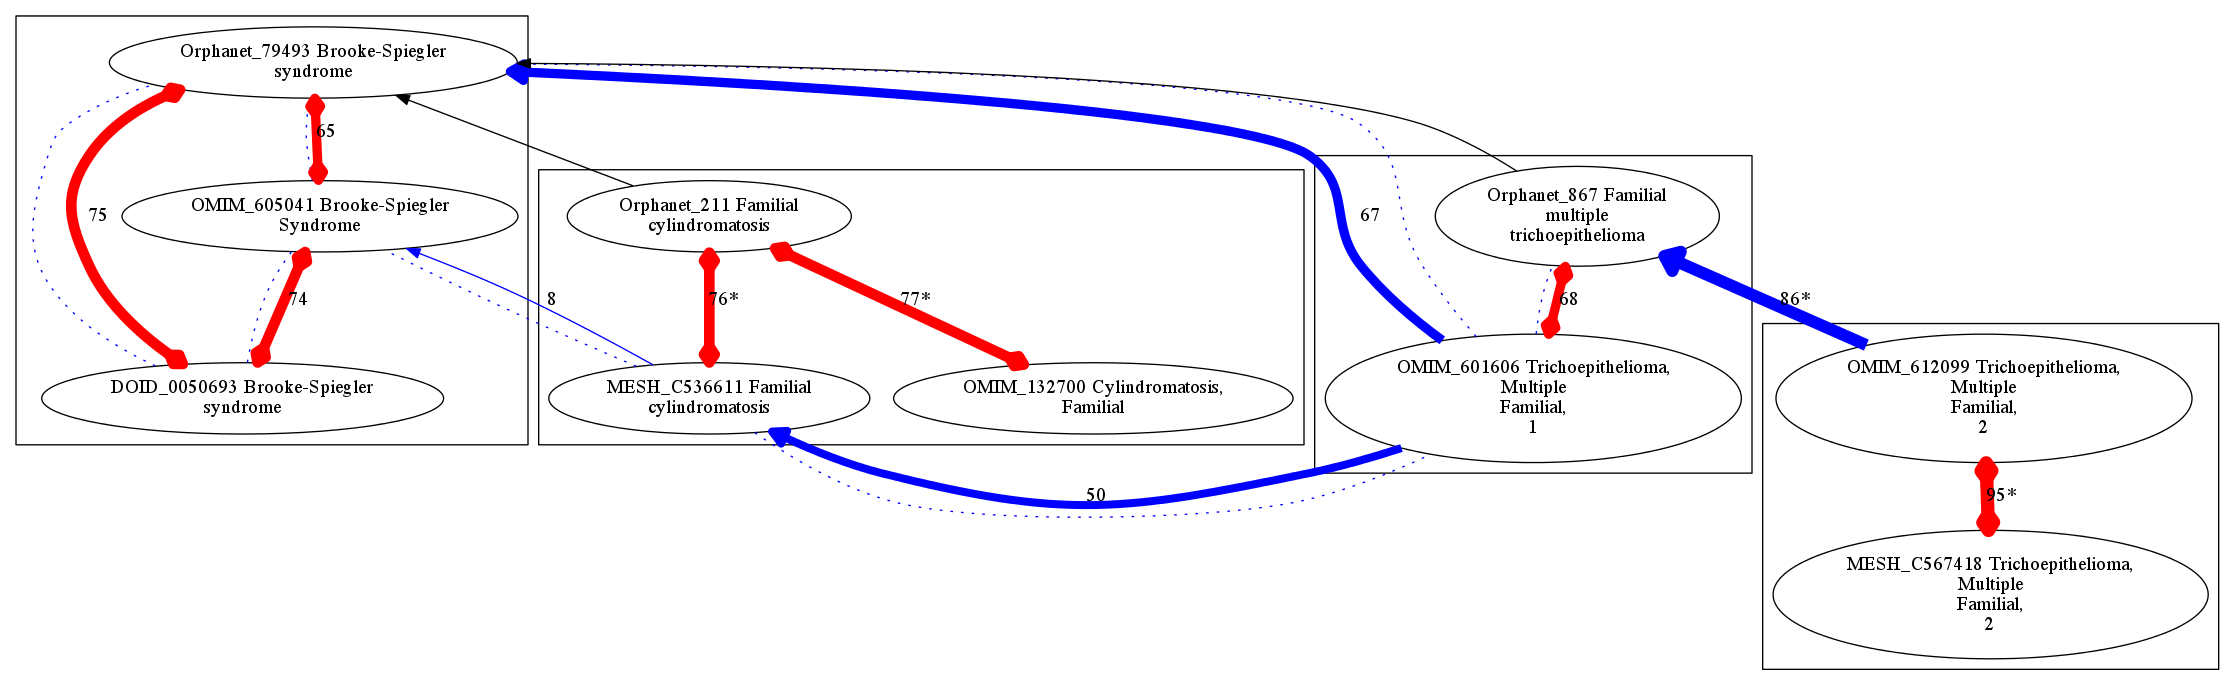 Orphanet_79493 Brooke-Spiegler
syndrome
65
75
OMIM_605041 Brooke-Spiegler
Syndrome
74
DOID_0050693 Brooke-Spiegler
syndrome
Orphanet_211 Familial
cylindromatosis
8
76*
77*
MESH_C536611 Familial
cylindromatosis
OMIM_132700 Cylindromatosis,
Familial
50
67
Orphanet_867 Familial
multiple
trichoepithelioma
68
86*
OMIM_601606 Trichoepithelioma,
Multiple
Familial,
1
OMIM_612099 Trichoepithelioma,
Multiple
Familial,
2
95*
MESH_C567418 Trichoepithelioma,
Multiple
Familial,
2